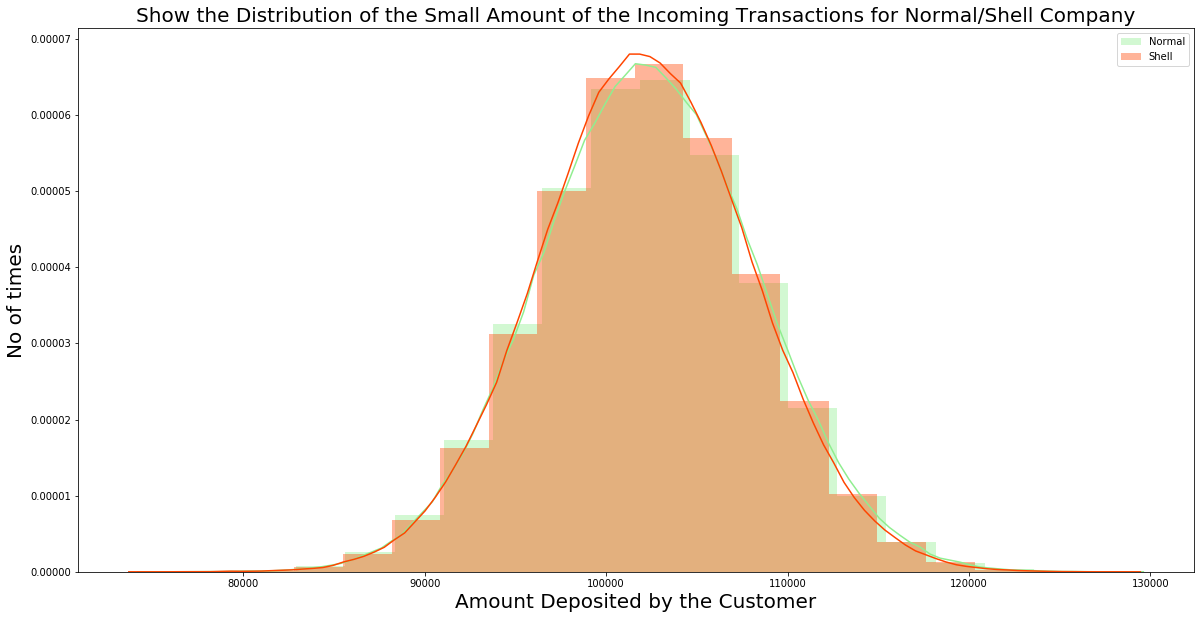 Show the Distribution of the Small Amount of the Incoming Transactions for Normal/Shell Company
Normal
Shell
0.00007
0.00006
0.00005
0.00004
0.00003
0.00002
0.00001
0.00000
No of times
80000 90000 100000 110000 120000 130000
Amount Deposited by the Customer